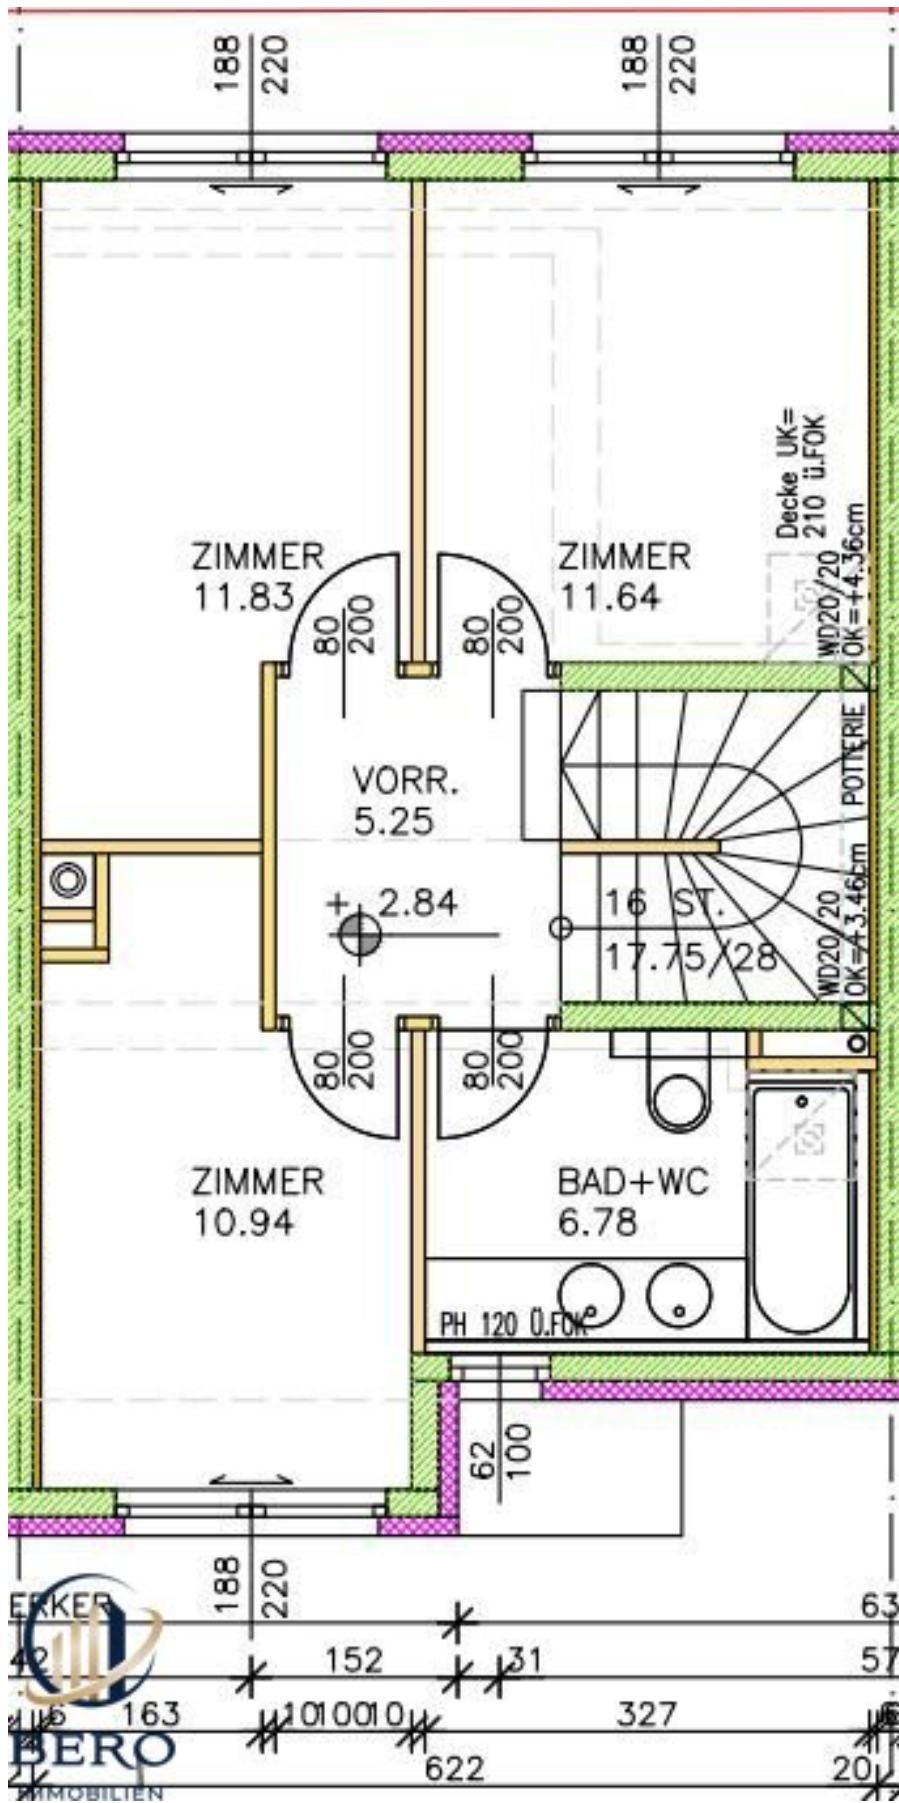 188
220
188
220
Decke UK=
210 ü.FOK
ZIMMER
11.83
ZIMMER
11.64
WD20/20
OK=+4.36cm
80
200
80
200
VORR.
5.25
POTTERIE
+ 2.84
16 ST.
17.75/28
WD20/20
OK=+3.46cm
80
200
80
200
ZIMMER
10.94
BAD+WC
6.78
PH 120 Ü.FOK
62
100
188
220
ERKER
63
42
152
31
57
6
163
10
100
10
327
6
622
20
BERO
IMMOBILIEN